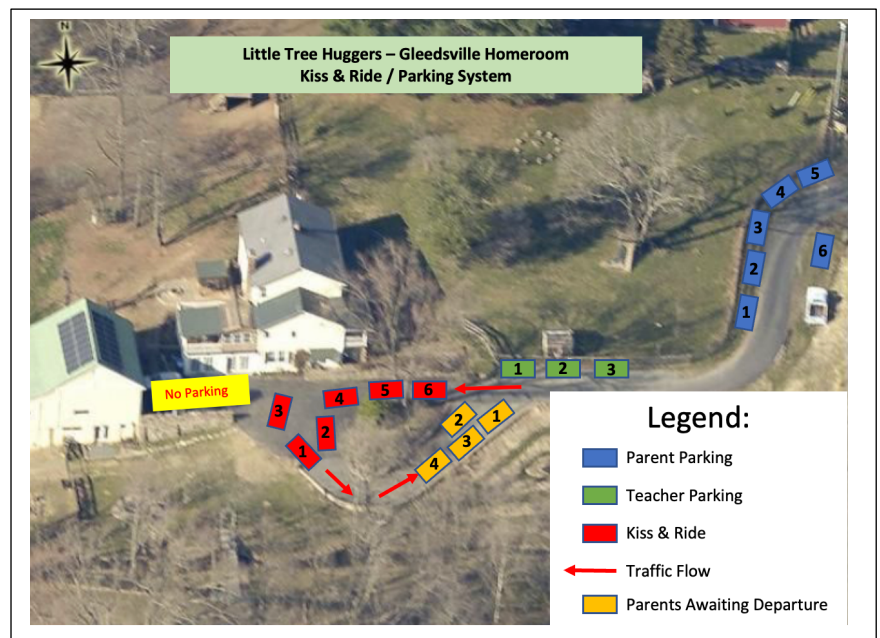 N
Little Tree Huggers – Gleedsville Homeroom
Kiss & Ride / Parking System
5
4
3
6
2
1
1
2
3
No Parking
4
5
6
3
2
1
2
1
3
4
Legend:
Parent Parking
Teacher Parking
Kiss & Ride
Traffic Flow
Parents Awaiting Departure